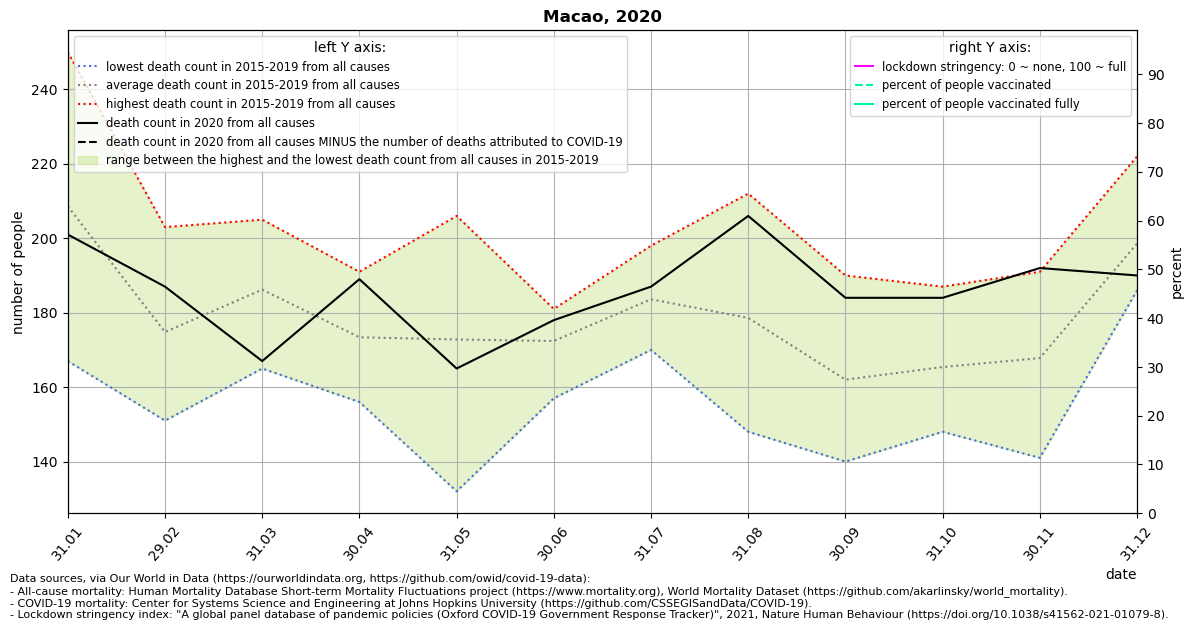 Macao, 2020
left Y axis:
lowest death count in 2015-2019 from all causes
average death count in 2015-2019 from all causes
highest death count in 2015-2019 from all causes
death count in 2020 from all causes
death count in 2020 from all causes MINUS the number of deaths attributed to COVID-19
range between the highest and the lowest death count from all causes in 2015-2019
right Y axis:
lockdown stringency: 0 ~ none, 100 ~ full
percent of people vaccinated
percent of people vaccinated fully
number of people
240
220
200
180
160
140
percent
90
80
70
60
50
40
30
20
10
0
31.01
29.02
31.03
30.04
31.05
30.06
31.07
31.08
30.09
31.10
30.11
31.12
date
Data sources, via Our World in Data (https://ourworldindata.org, https://github.com/owid/covid-19-data):
- All-cause mortality: Human Mortality Database Short-term Mortality Fluctuations project (https://www.mortality.org), World Mortality Dataset (https://github.com/akarlinsky/world_mortality).
- COVID-19 mortality: Center for Systems Science and Engineering at Johns Hopkins University (https://github.com/CSSEGISandData/COVID-19).
- Lockdown stringency index: "A global panel database of pandemic policies (Oxford COVID-19 Government Response Tracker)", 2021, Nature Human Behaviour (https://doi.org/10.1038/s41562-021-01079-8).